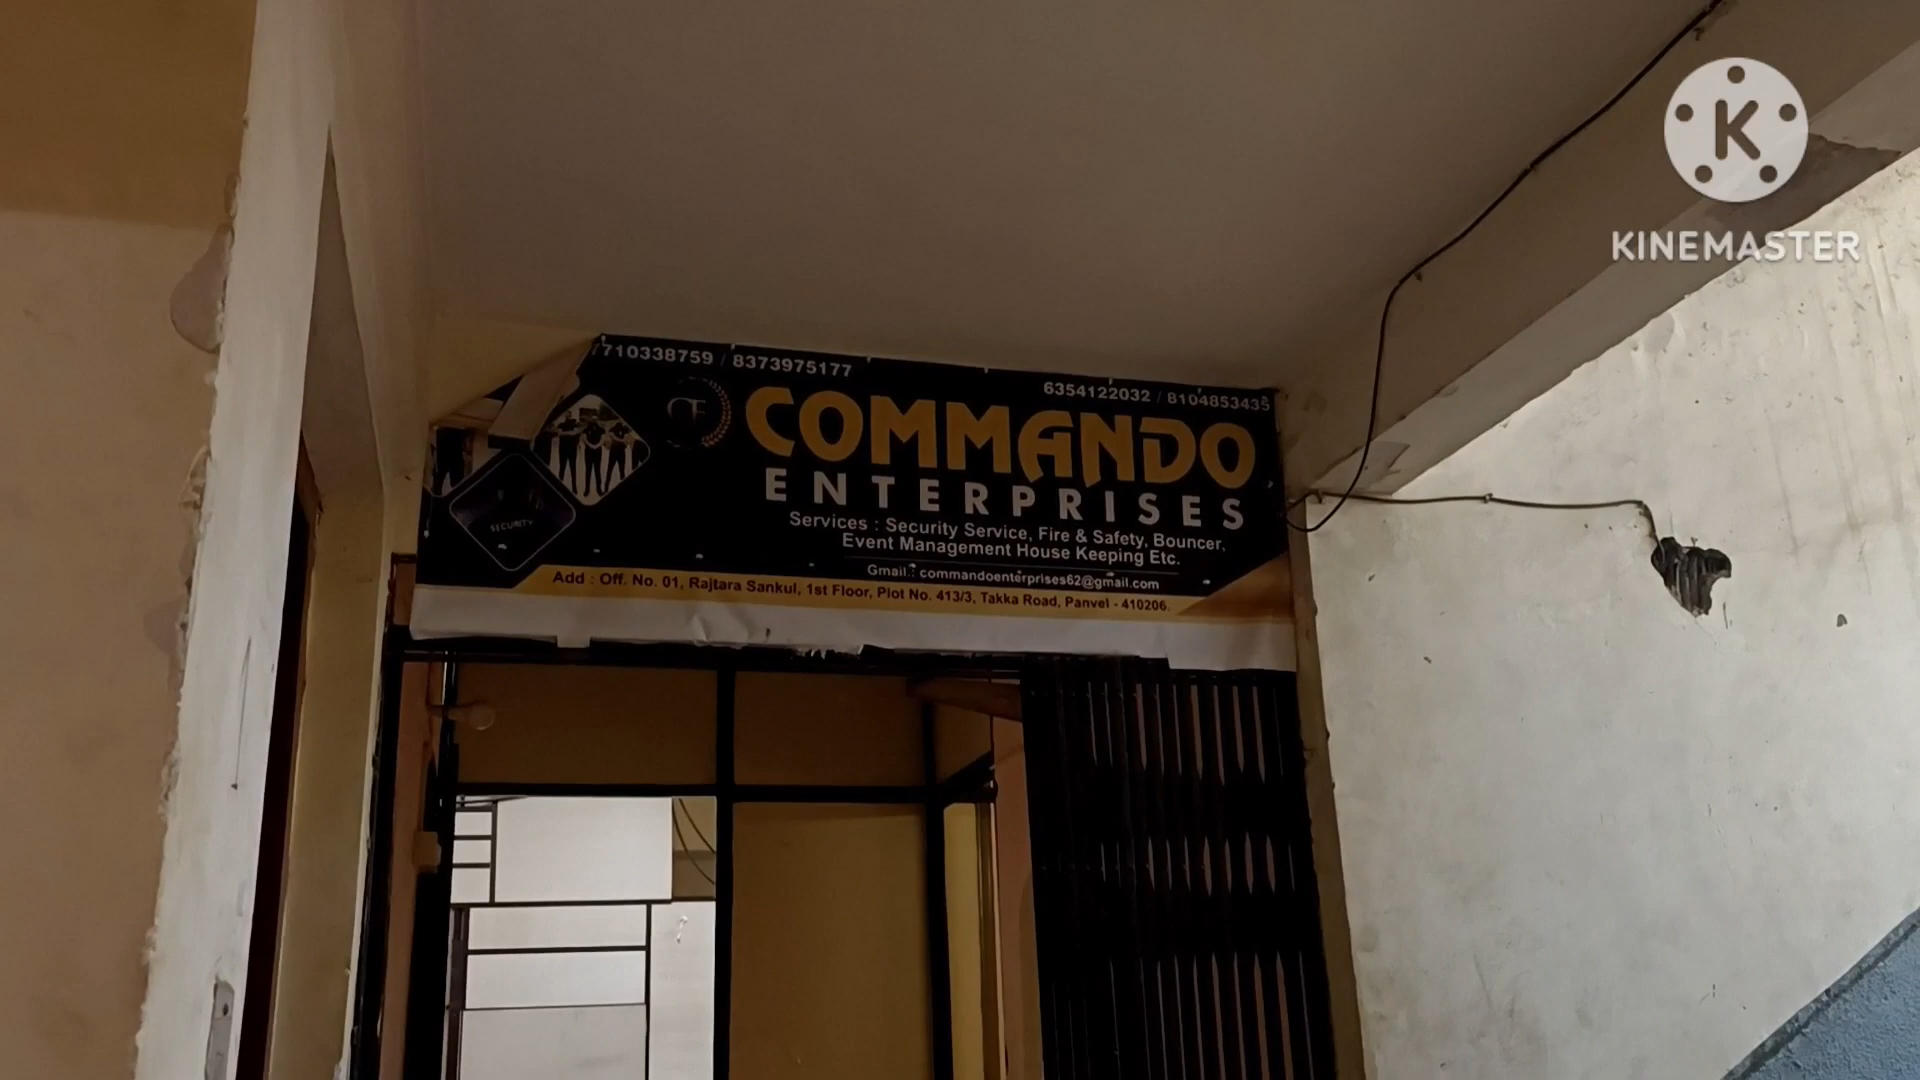 7710338759 / 8373975177
6354122032 / 8104853435
CE
COMMANDO
ENTERPRISES
SECURITY
Services : Security Service, Fire & Safety, Bouncer,
Event Management House Keeping Etc.
Gmail.: commandoenterprises62@gmail.com
Add : Off. No. 01, Rajtara Sankul, 1st Floor, Plot No. 413/3, Takka Road, Panvel - 410206.
K
KINEMASTER